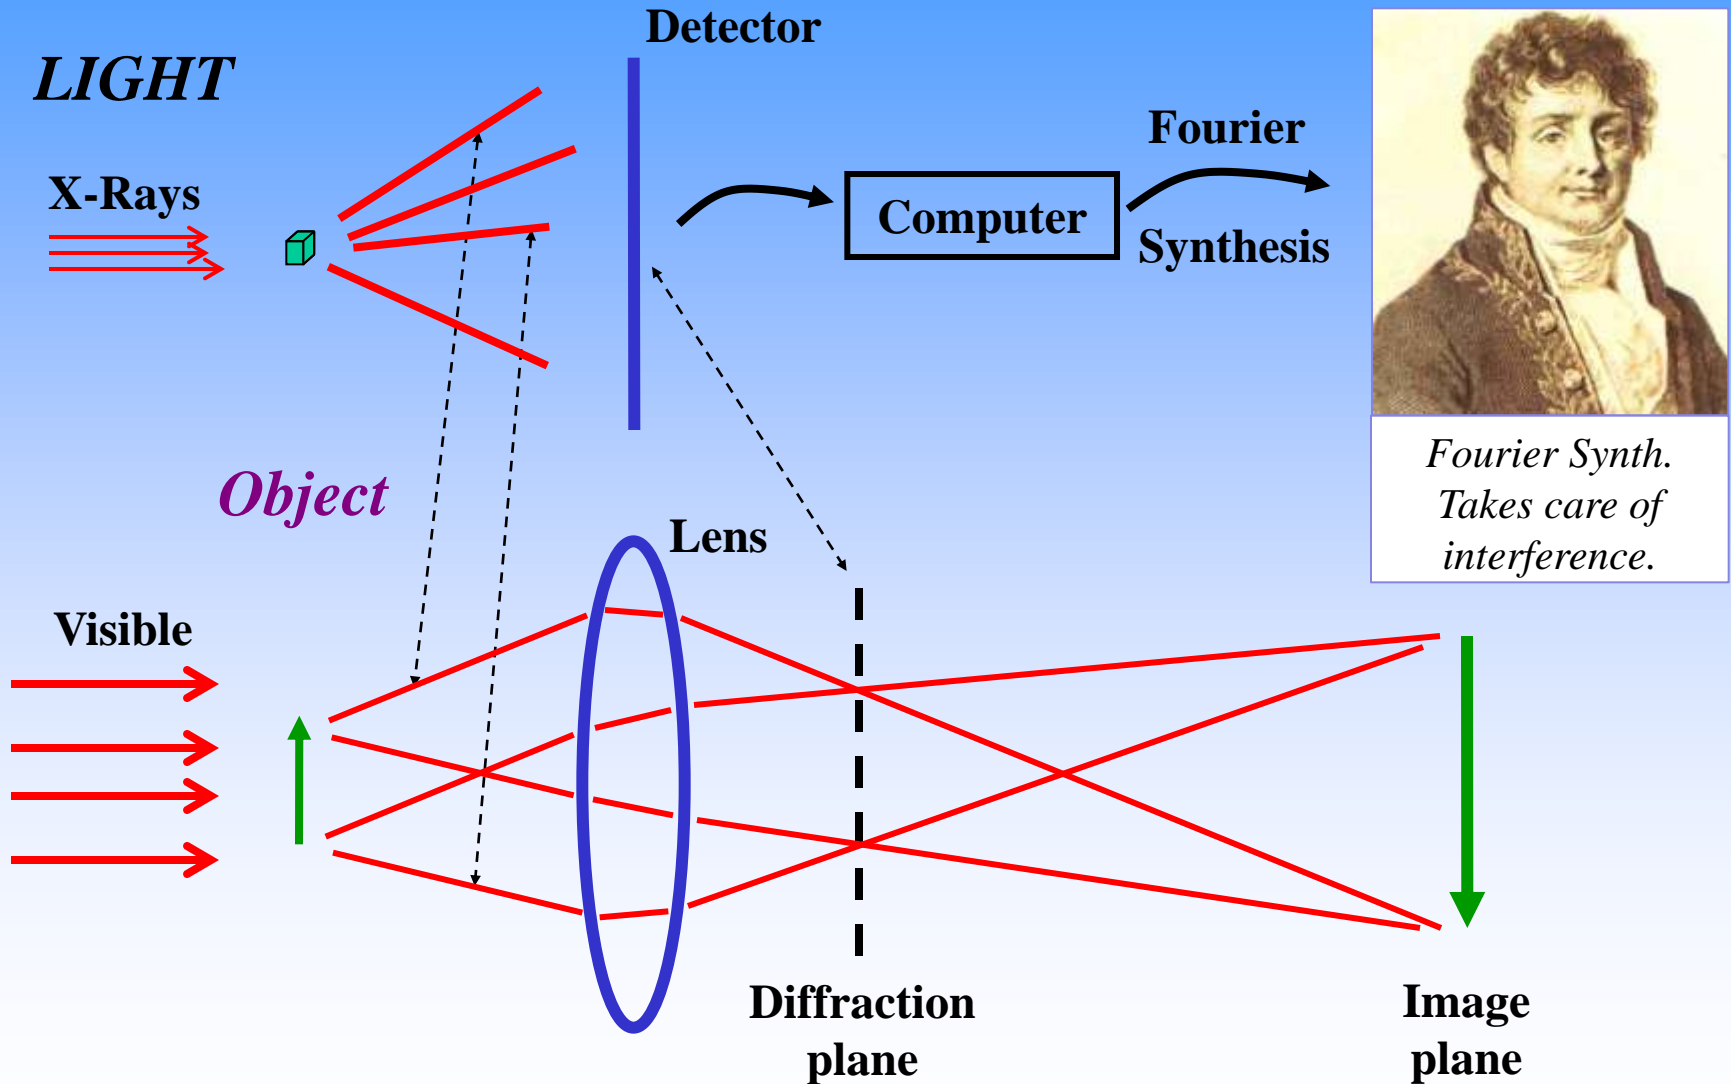 Detector
LIGHT
X-Rays
Fourier
Computer
Synthesis
Fourier Synth.
Takes care of
interference.
Object
Lens
Visible
Diffraction
plane
Image
plane